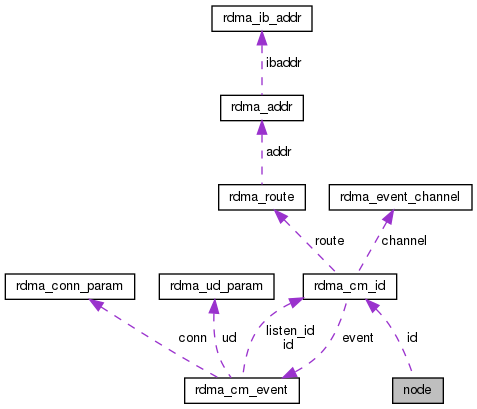 rdma_ib_addr
ibaddr
rdma_addr
addr
rdma_route
rdma_event_channel
route
channel
rdma_conn_param
rdma_ud_param
rdma_cm_id
conn
ud
listen_id
id
event
id
rdma_cm_event
node